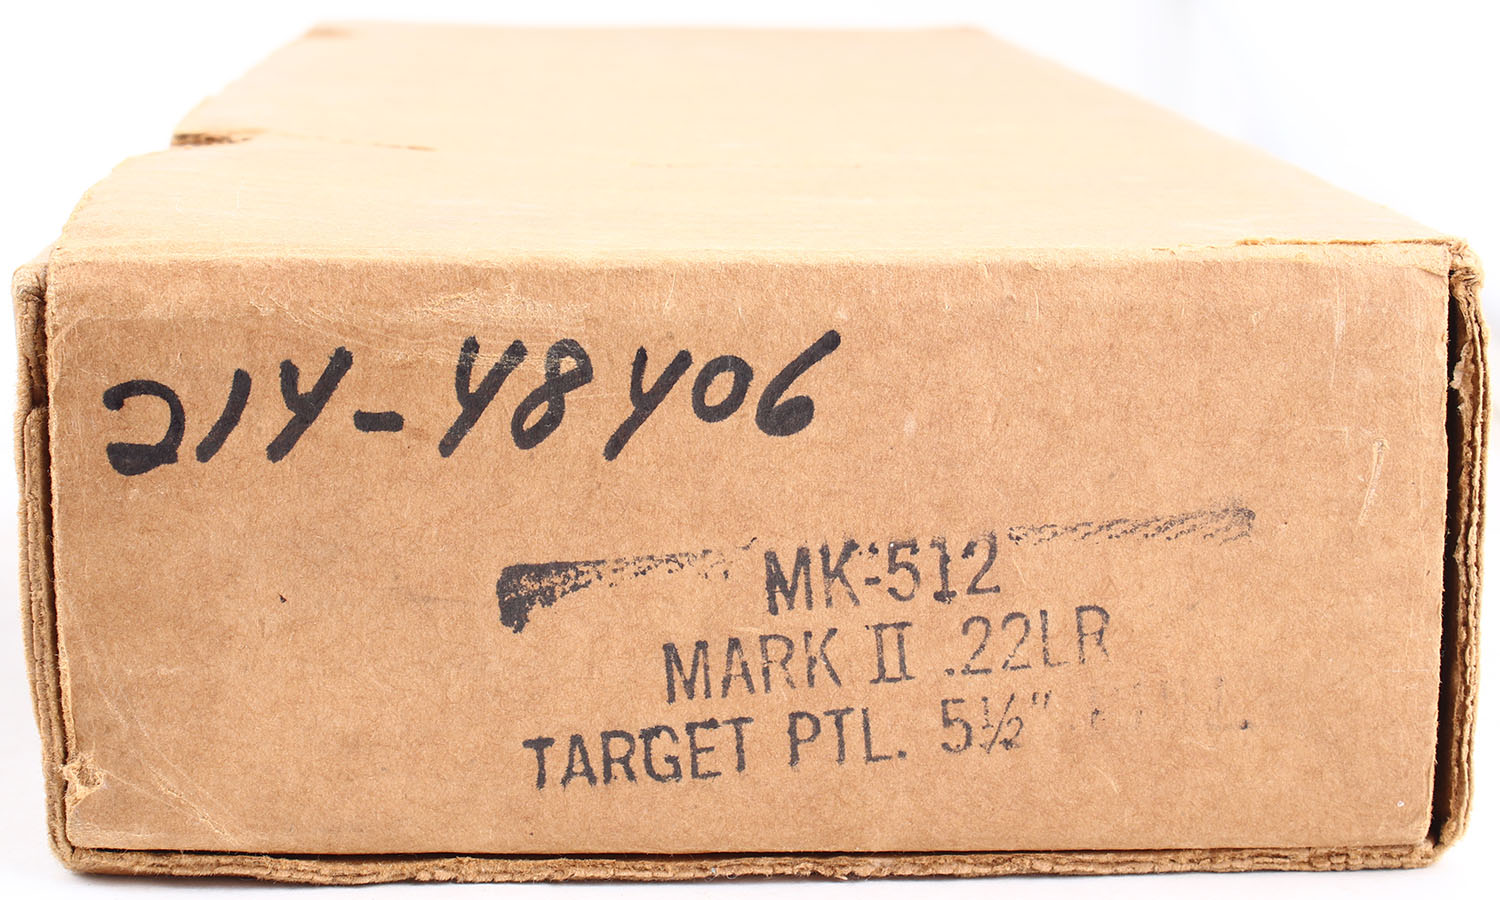 214-48406
MK-512
MARK II .22LR
TARGET PTL. 5½"